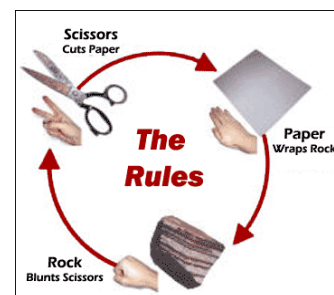 Scissors
Cuts Paper
The
Rules
Paper
Wraps Rock
Rock
Blunts Scissors